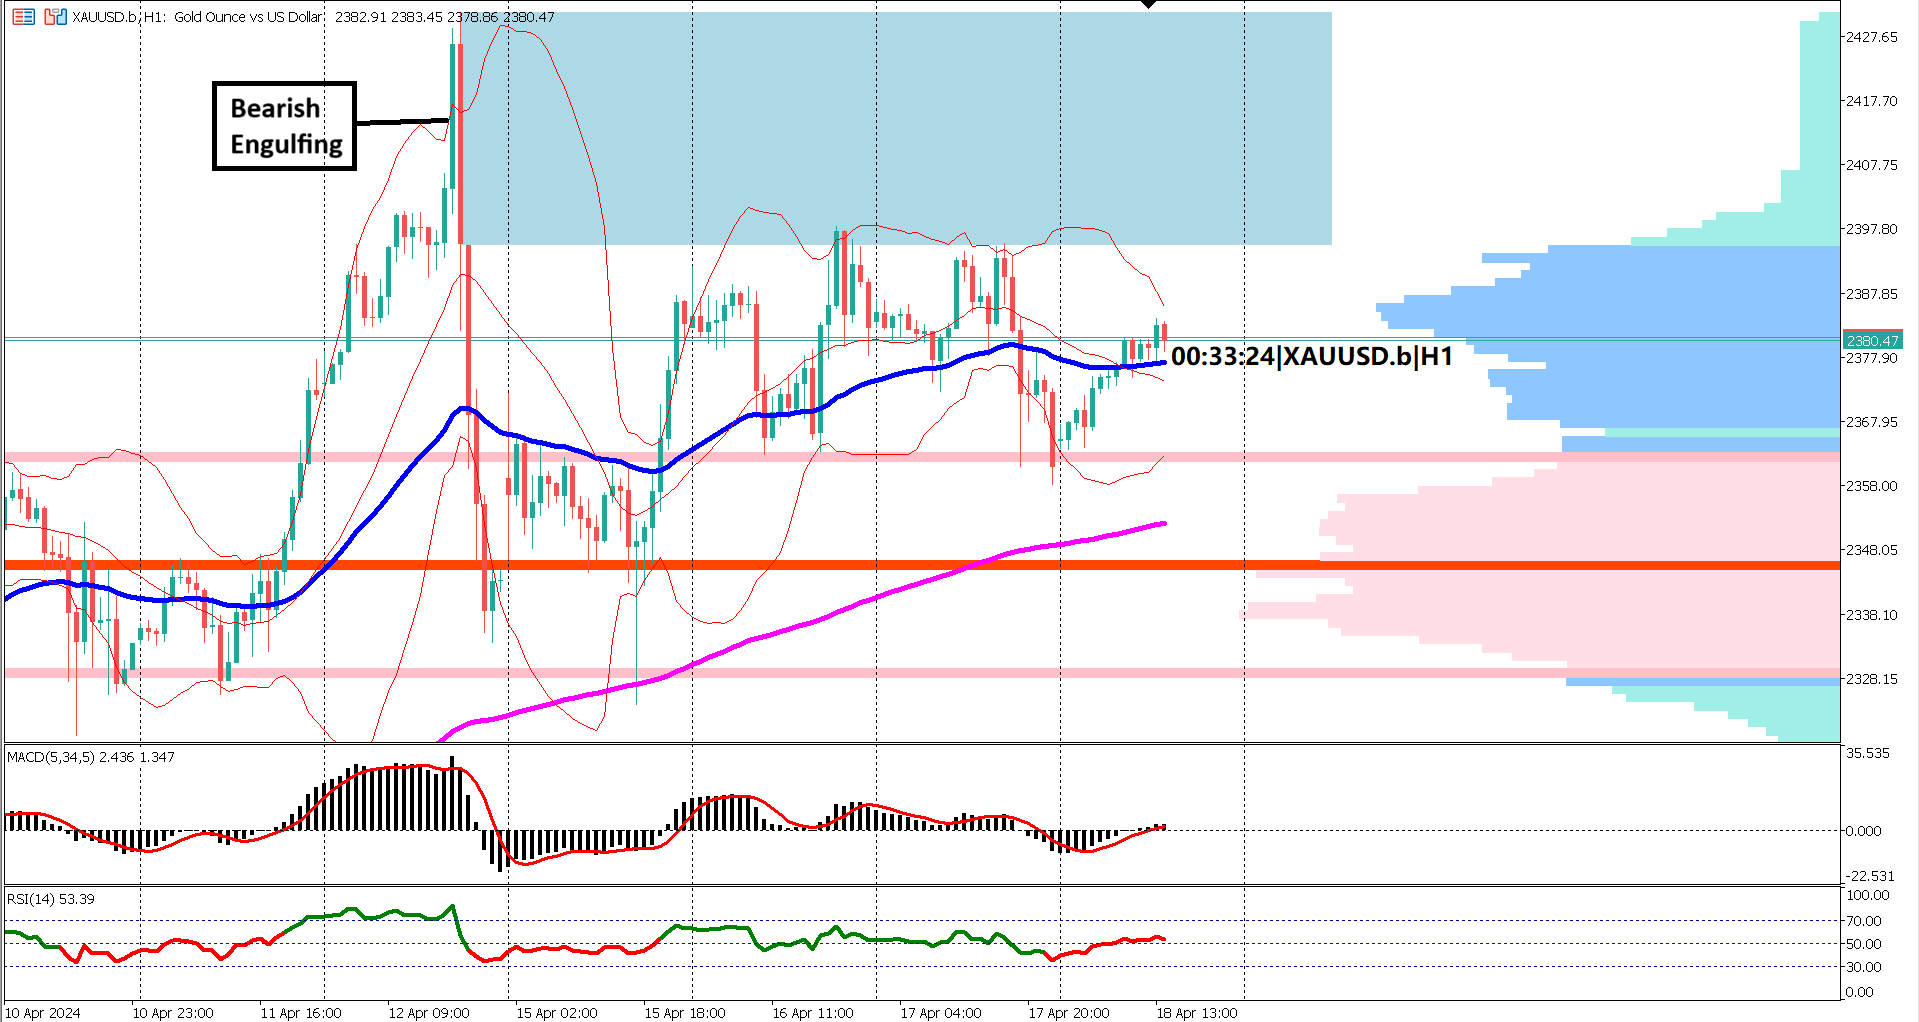 XAUUSD.b, H1: Gold Ounce vs US Dollar 2382.91 2383.45 2378.86 2380.47
2427.65
Bearish
Engulfing
2417.70
2407.75
2397.80
2387.85
2380.47
00:33:24|XAUUSD.b|H1
2377.90
2367.95
2358.00
2348.05
2338.10
2328.15
MACD(5,34,5) 2.436 1.347
35.535
0.000
-22.531
RSI(14) 53.39
100.00
70.00
50.00
30.00
0.00
10 Apr 2024 10 Apr 23:00 11 Apr 16:00 12 Apr 09:00 15 Apr 02:00 15 Apr 18:00 16 Apr 11:00 17 Apr 04:00 17 Apr 20:00 18 Apr 13:00